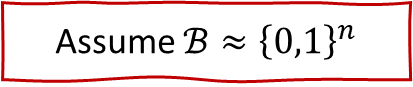 Assume ℬ ≈ {0,1}ⁿ